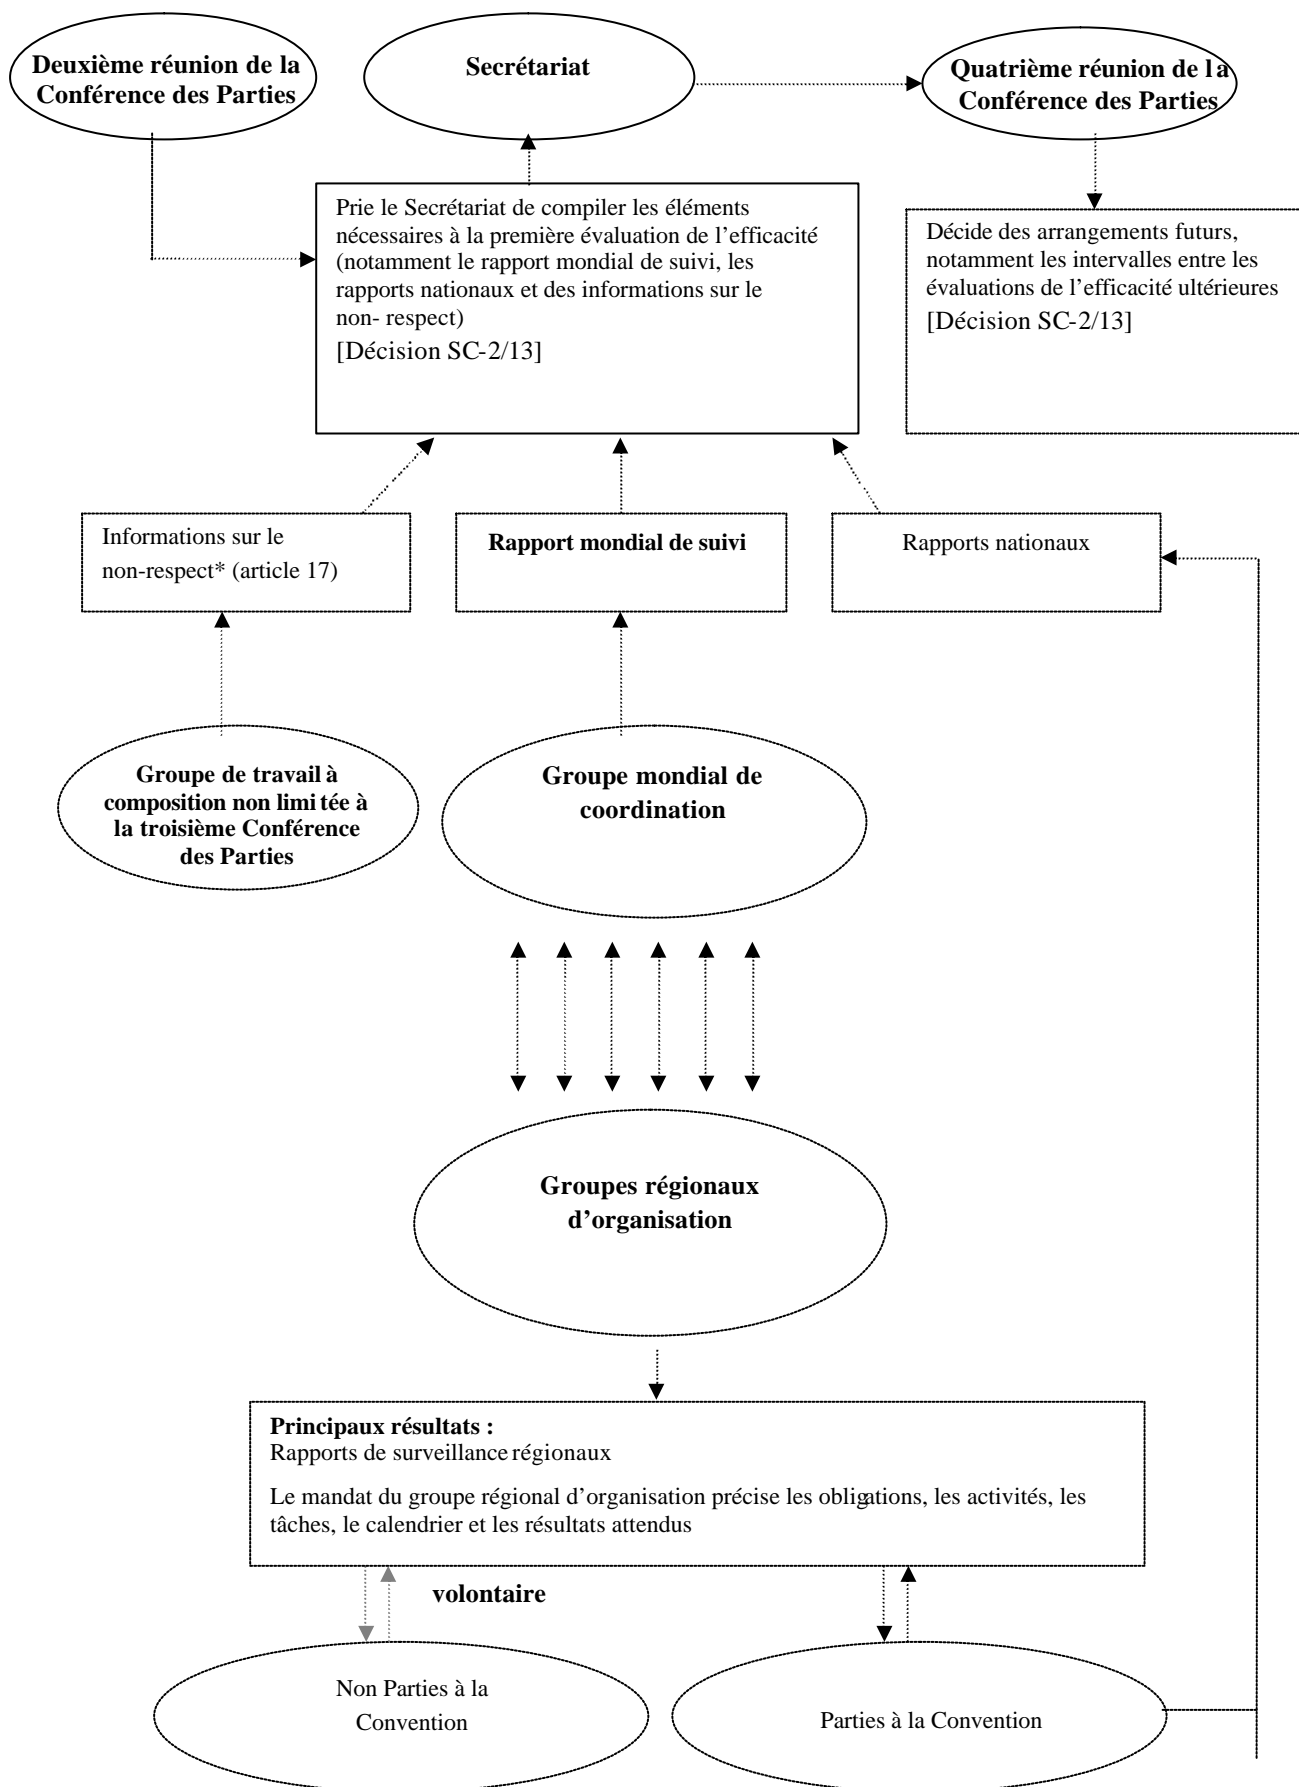 Deuxième réunion de la
Conférence des Parties
Secrétariat
Quatrième réunion de la
Conférence des Parties
Prie le Secrétariat de compiler les éléments
nécessaires à la première évaluation de l’efficacité
(notamment le rapport mondial de suivi, les
rapports nationaux et des informations sur le
non- respect)
[Décision SC-2/13]
Décide des arrangements futurs,
notamment les intervalles entre les
évaluations de l’efficacité ultérieures
[Décision SC-2/13]
Informations sur le
non-respect* (article 17)
Rapport mondial de suivi
Rapports nationaux
Groupe de travail à
composition non limitée à
la troisième Conférence
des Parties
Groupe mondial de
coordination
Groupes régionaux
d’organisation
Principaux résultats :
Rapports de surveillance régionaux
Le mandat du groupe régional d’organisation précise les obligations, les activités, les
tâches, le calendrier et les résultats attendus
volontaire
Non Parties à la
Convention
Parties à la Convention